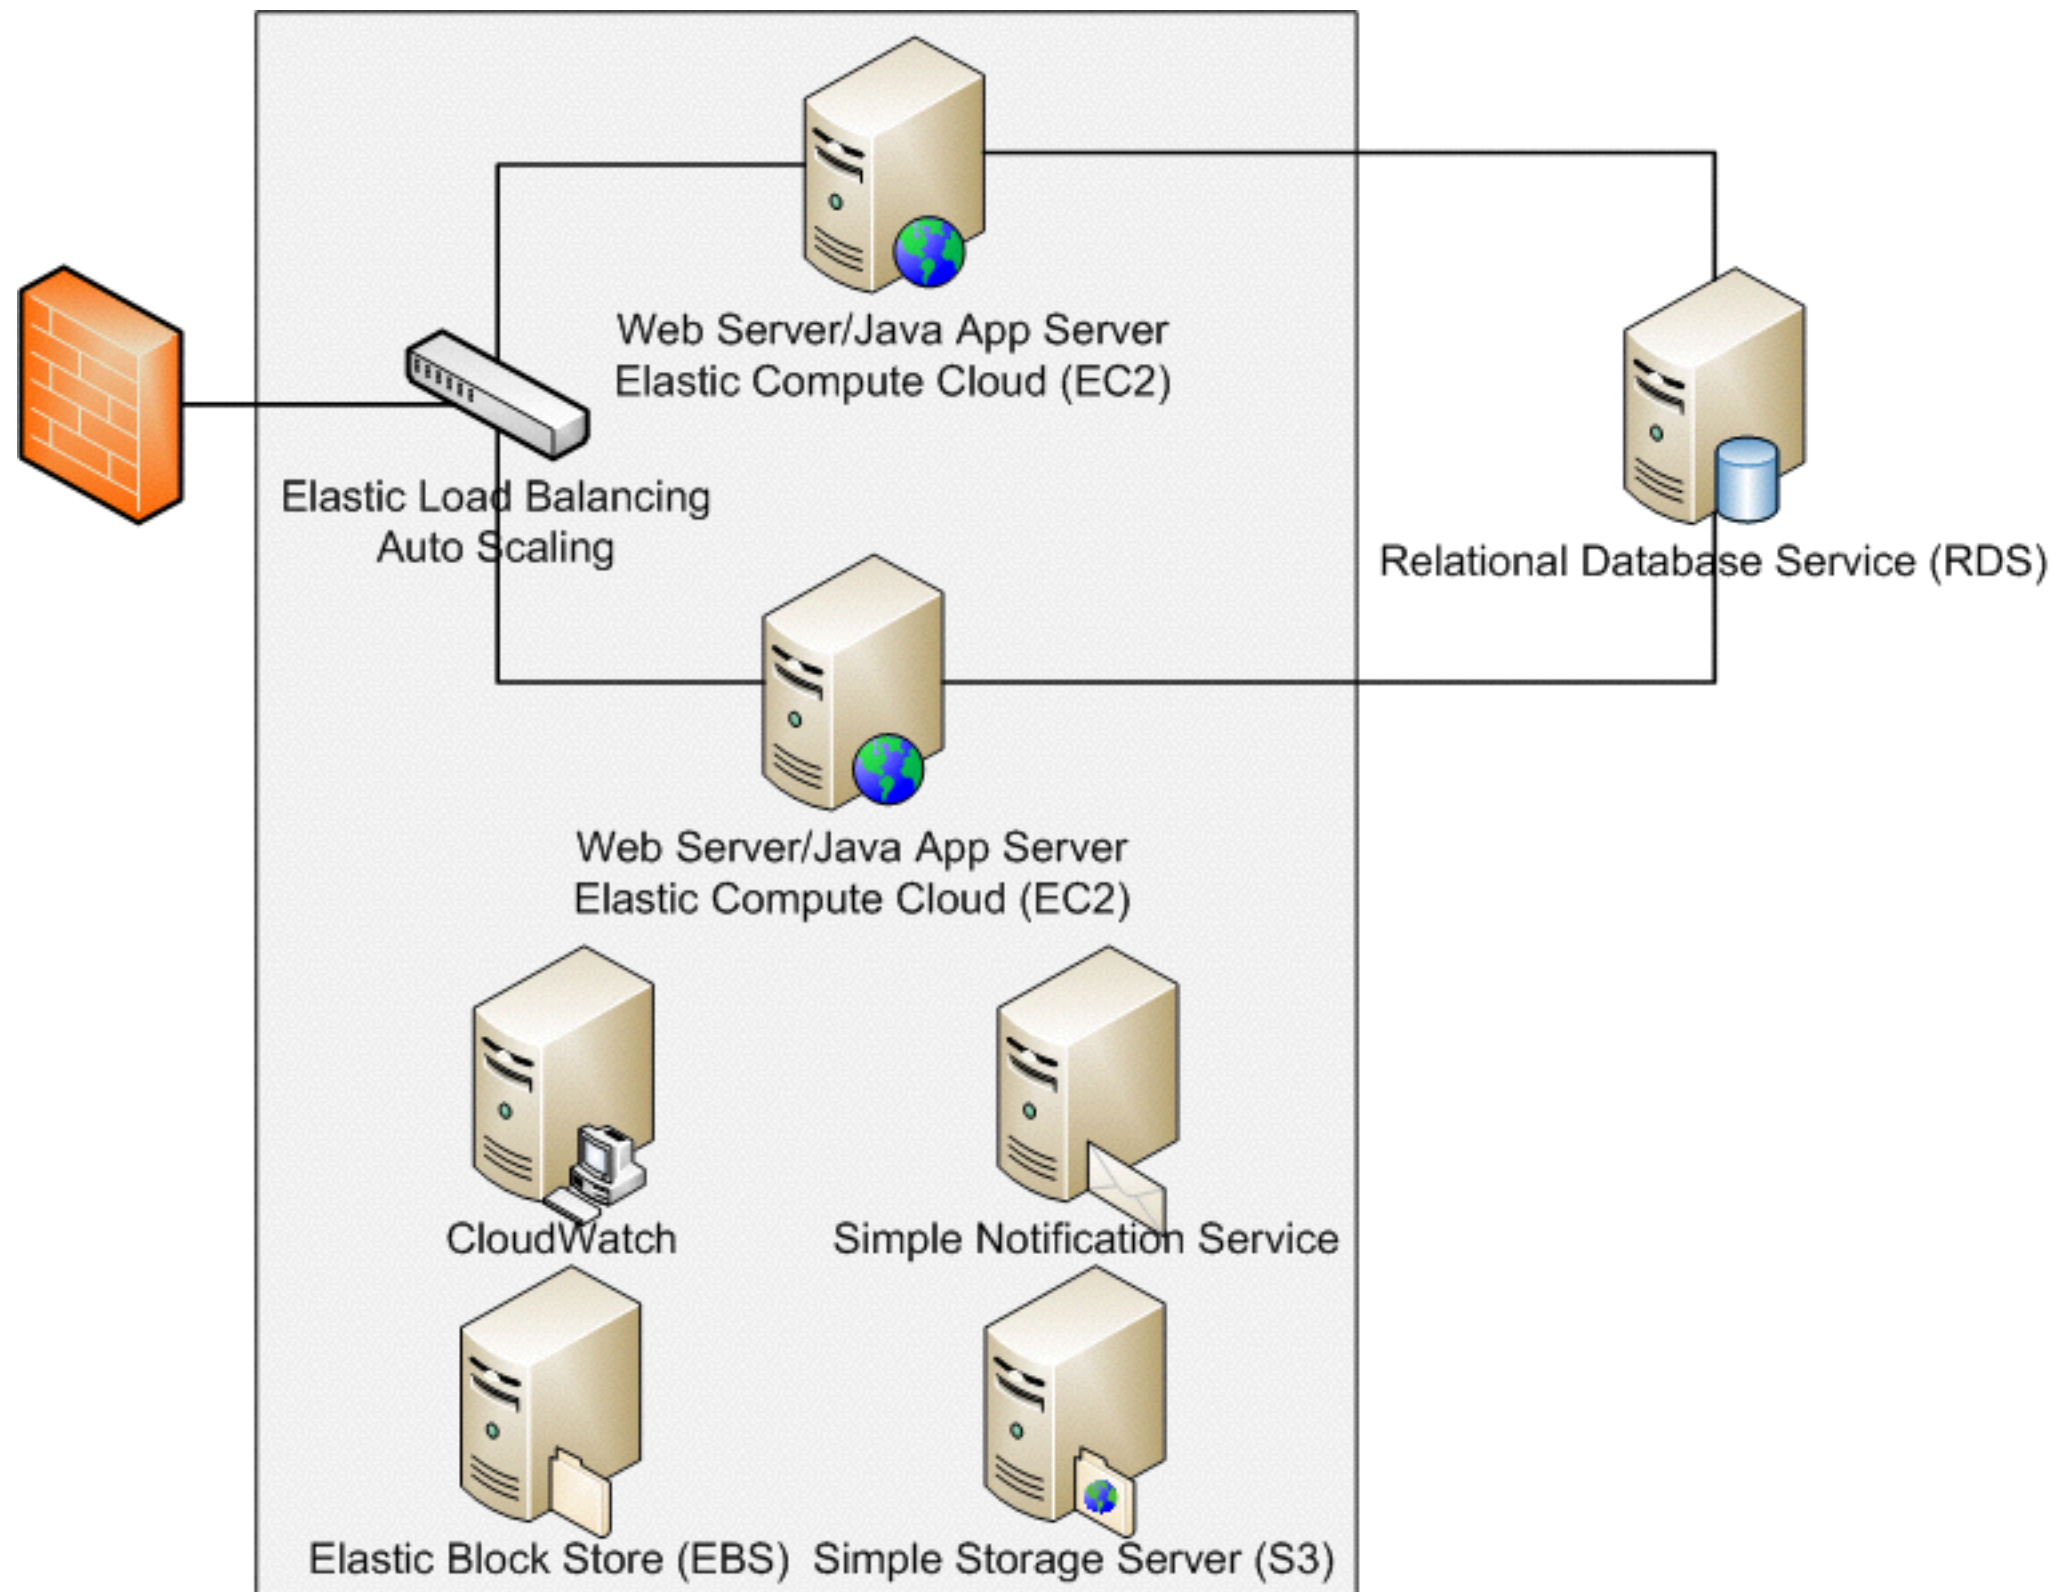 Web Server/Java App Server
Elastic Compute Cloud (EC2)
Elastic Load Balancing
Auto Scaling
Relational Database Service (RDS)
Web Server/Java App Server
Elastic Compute Cloud (EC2)
CloudWatch
Simple Notification Service
Elastic Block Store (EBS)
Simple Storage Server (S3)